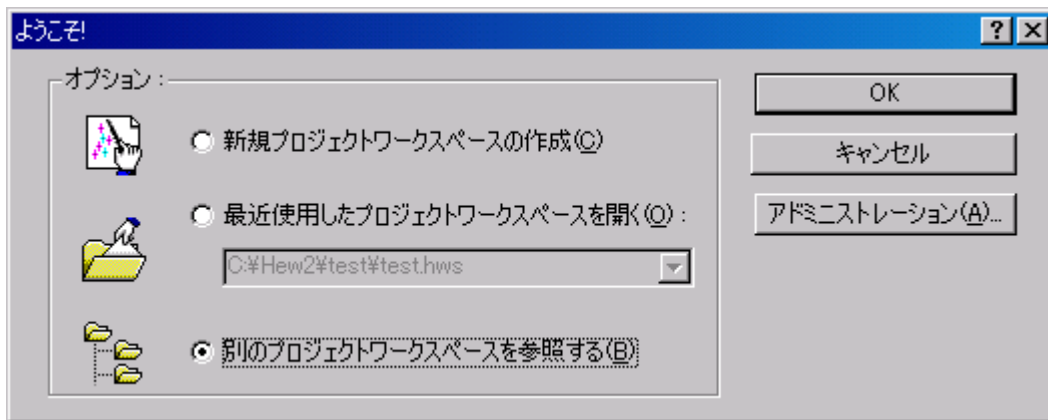 ようこそ!
オプション :
新規プロジェクトワークスペースの作成(C)
最近使用したプロジェクトワークスペースを開く(O) :
C:¥Hew2¥test¥test.hws
別のプロジェクトワークスペースを参照する(B)
OK
キャンセル
アドミニストレーション(A)...